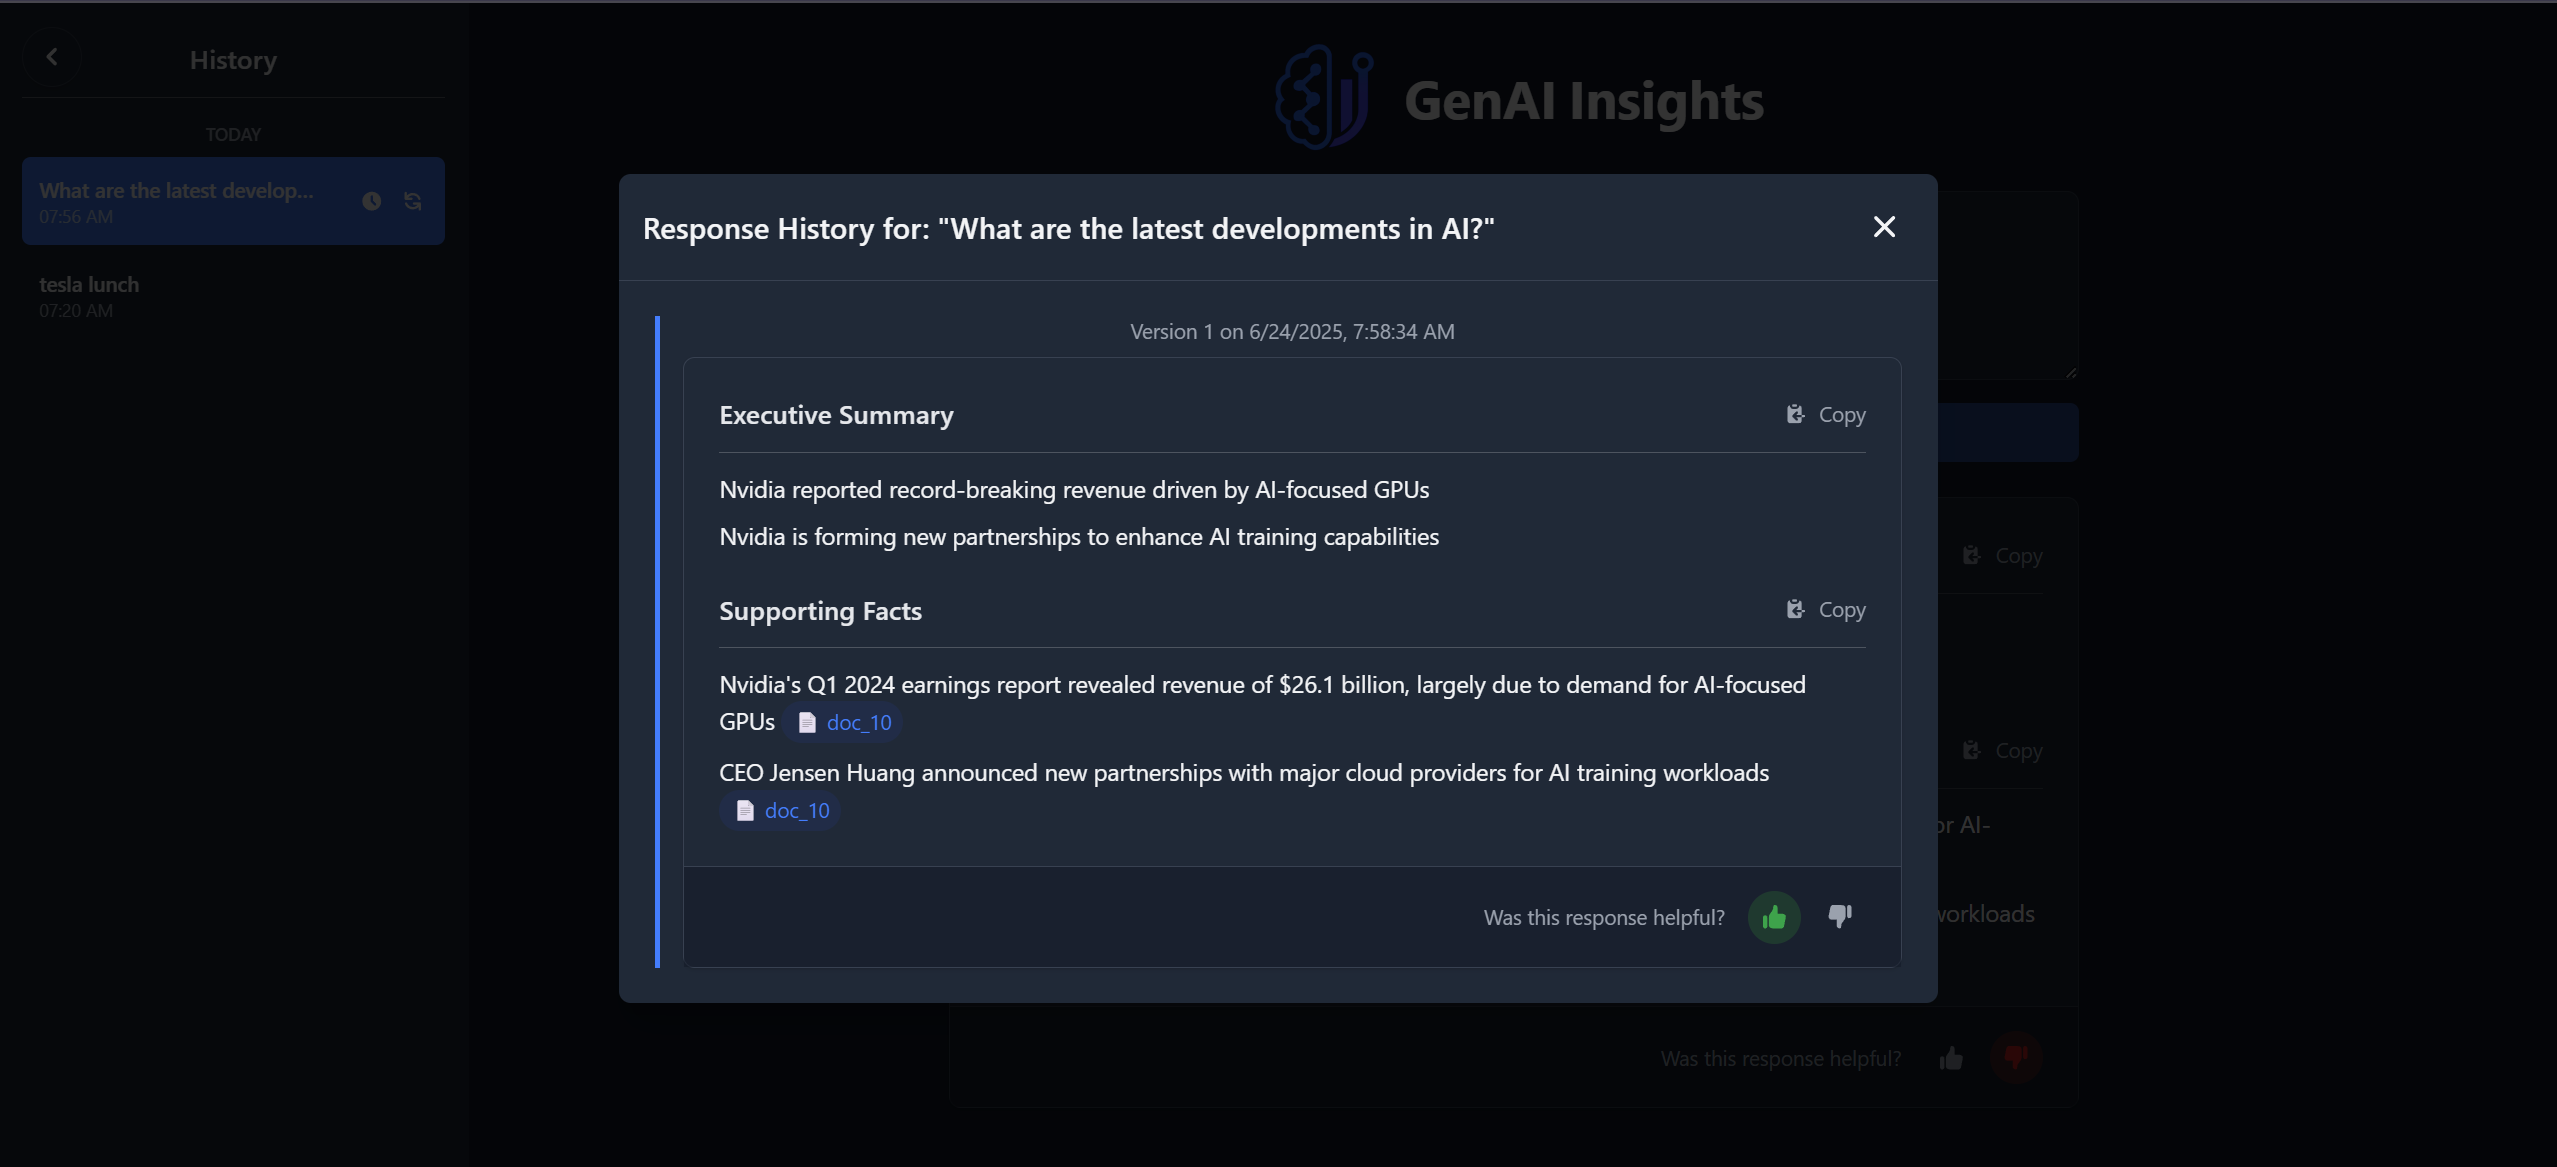 History
TODAY
What are the latest develop...
07:56 AM
tesla lunch
07:20 AM
GenAI Insights
Response History for: "What are the latest developments in AI?"
Version 1 on 6/24/2025, 7:58:34 AM
Executive Summary
Copy
Nvidia reported record-breaking revenue driven by AI-focused GPUs
Nvidia is forming new partnerships to enhance AI training capabilities
Supporting Facts
Copy
Nvidia's Q1 2024 earnings report revealed revenue of $26.1 billion, largely due to demand for AI-focused
GPUs doc_10
CEO Jensen Huang announced new partnerships with major cloud providers for AI training workloads
doc_10
Was this response helpful?
Copy
Copy
or AI-
workloads
Was this response helpful?